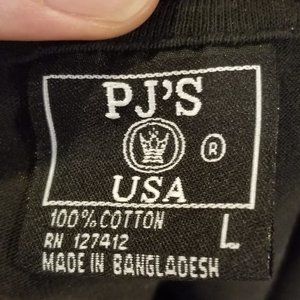 PJ'S
®
USA
100% COTTON
RN 127412 L
MADE IN BANGLADESH